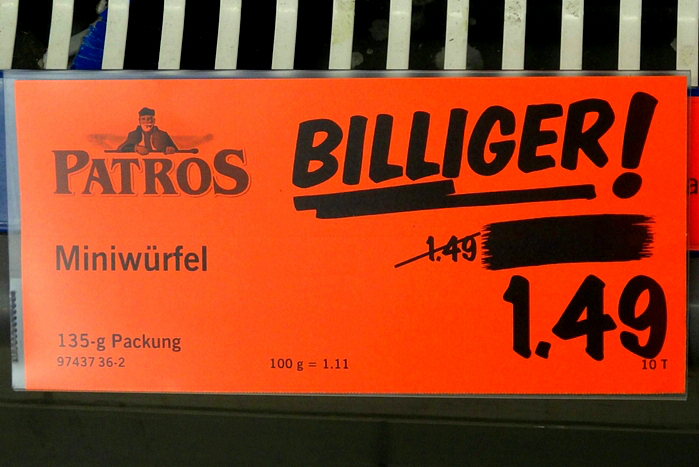 PATROS
BILLIGER!
Miniwürfel
1.49
1.49
135-g Packung
97437 36-2
100 g = 1.11
10 T